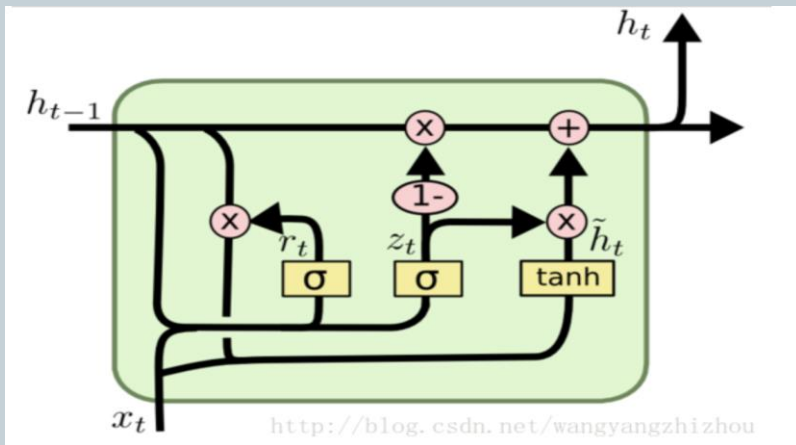 h_t
h_{t-1}
x
+
1-
x
r_t
z_t
x
h̃_t
σ
σ
tanh
x_t
http://blog.csdn.net/wangyangzhizhou